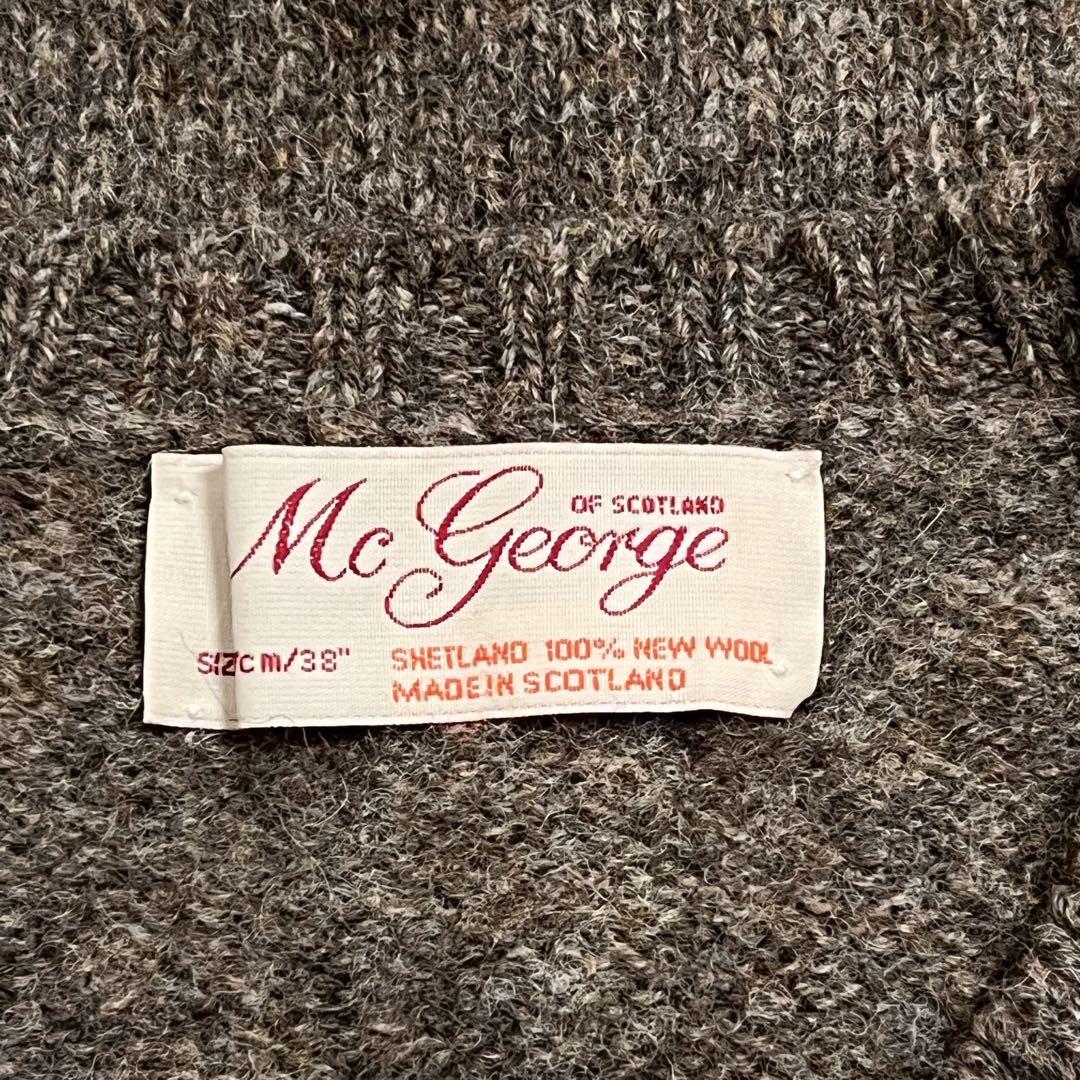 Mc George
OF SCOTLAND
SIZE M/38"
SHETLAND 100% NEW WOOL
MADE IN SCOTLAND